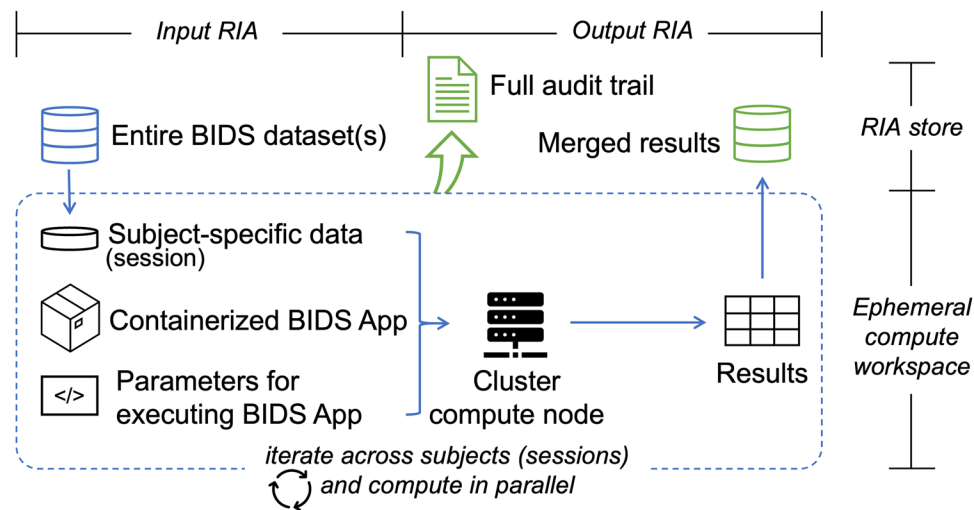 Input RIA
Output RIA
Full audit trail
RIA store
Entire BIDS dataset(s)
Merged results
Subject-specific data
(session)
Containerized BIDS App
Ephemeral
compute
workspace
</>
Parameters for
executing BIDS App
Cluster
compute node
Results
iterate across subjects (sessions)
and compute in parallel